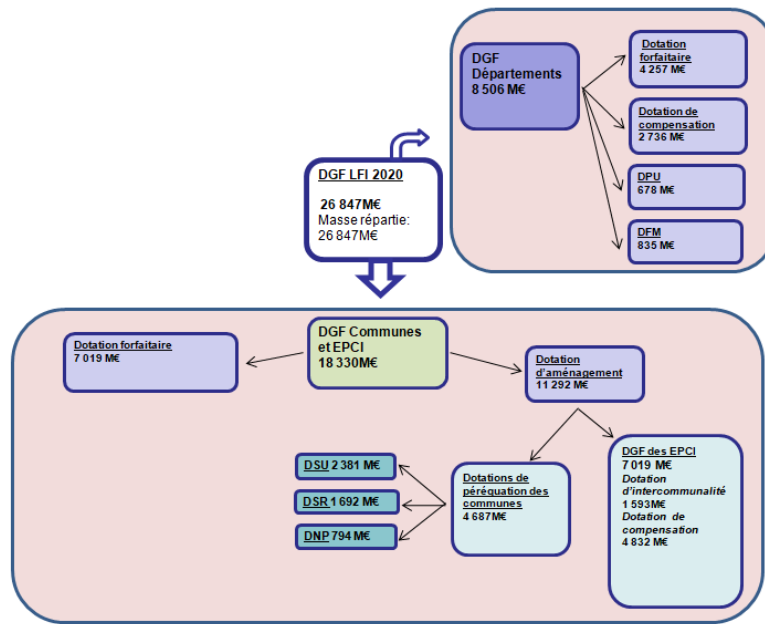 DGF
Départements
8 506 M€
Dotation
forfaitaire
4 257 M€
Dotation de
compensation
2 736 M€
DPU
678 M€
DFM
835 M€
DGF LFI 2020
26 847M€
Masse répartie:
26 847M€
DGF Communes
et EPCI
18 330M€
Dotation forfaitaire
7 019 M€
Dotation
d'aménagement
11 292 M€
DSU 2 381 M€
DSR 1 692 M€
DNP 794 M€
Dotations de
péréquation des
communes
4 687M€
DGF des EPCI
7 019 M€
Dotation
d'intercommunalité
1 593M€
Dotation de
compensation
4 832 M€